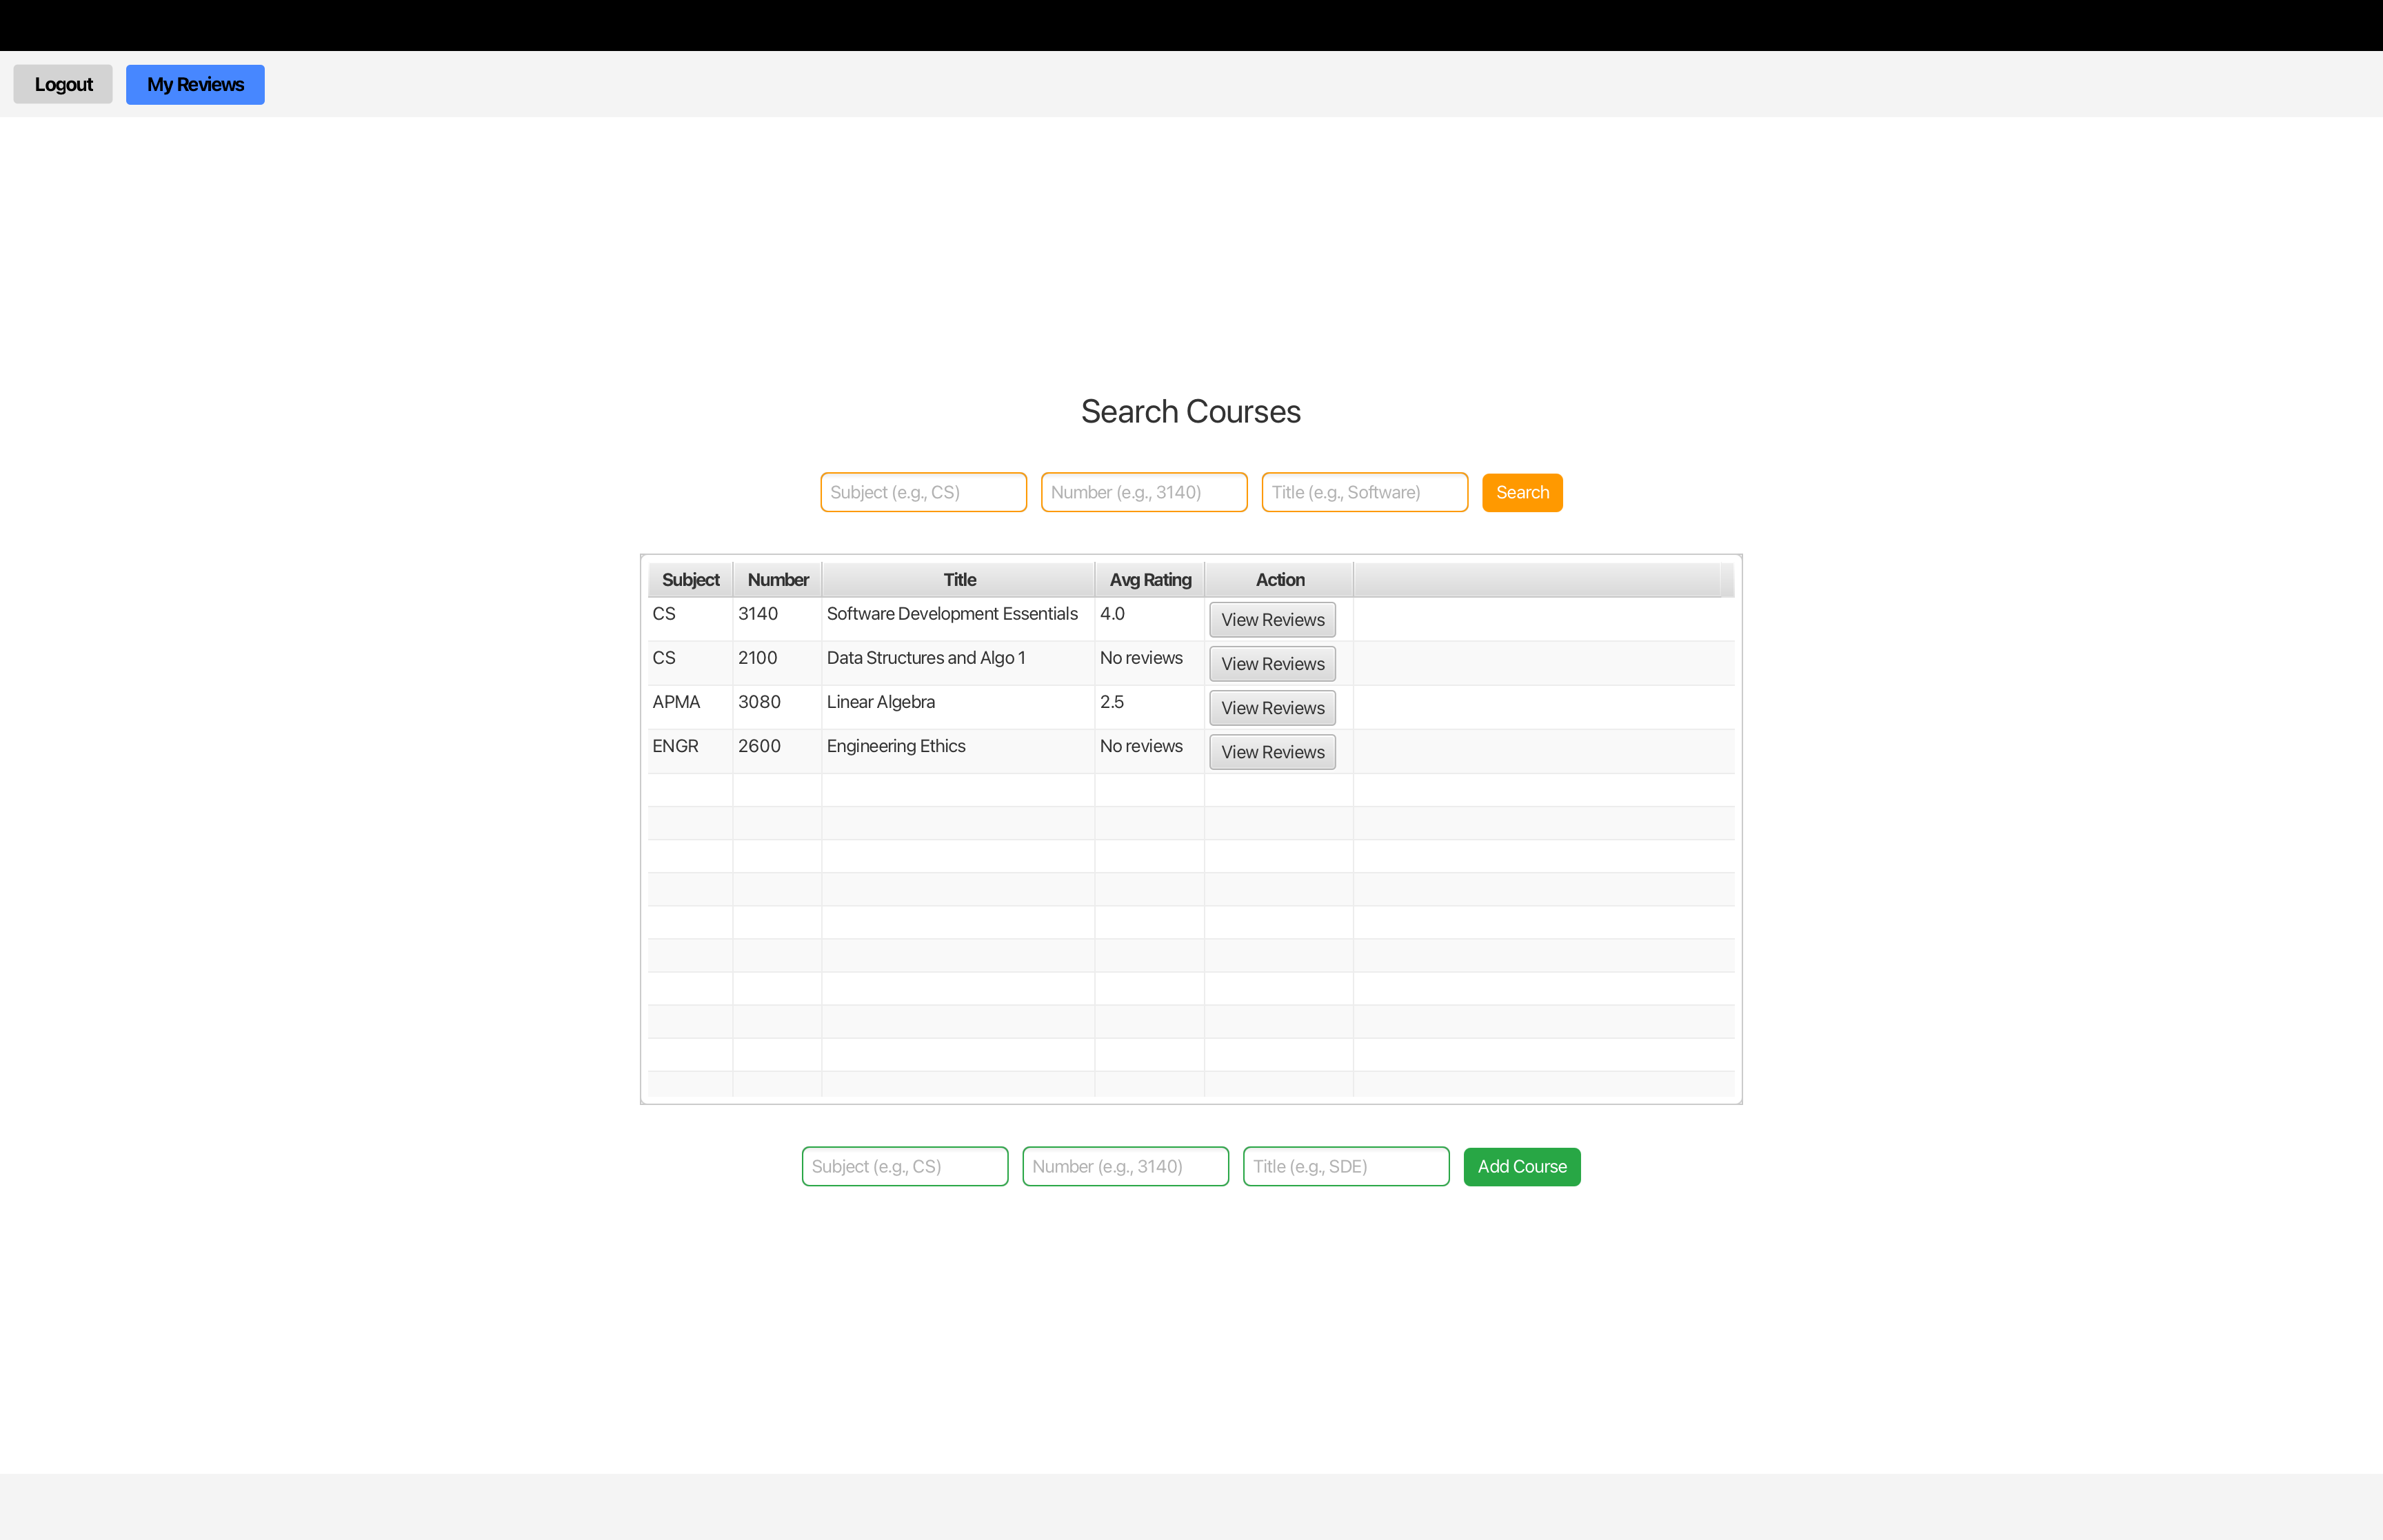 Logout My Reviews
Search Courses
Subject (e.g., CS) Number (e.g., 3140) Title (e.g., Software) Search
Subject Number Title Avg Rating Action
CS 3140 Software Development Essentials 4.0 View Reviews
CS 2100 Data Structures and Algo 1 No reviews View Reviews
APMA 3080 Linear Algebra 2.5 View Reviews
ENGR 2600 Engineering Ethics No reviews View Reviews
Subject (e.g., CS) Number (e.g., 3140) Title (e.g., SDE) Add Course